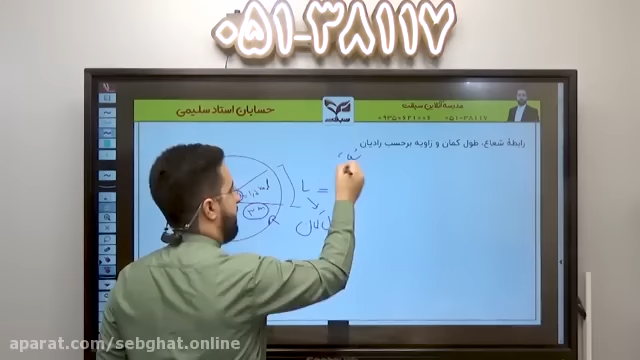 ۰۵۱-۳۸۱۱۷
مدرسه آنلاین سبقت
۰۵۱-۳۸۱۱۷
سبقت
حسابان استاد سلیمی
رابطهٔ شعاع، طول کمان و زاویه برحسب رادیان
L =
R
aparat.com/sebghat.online